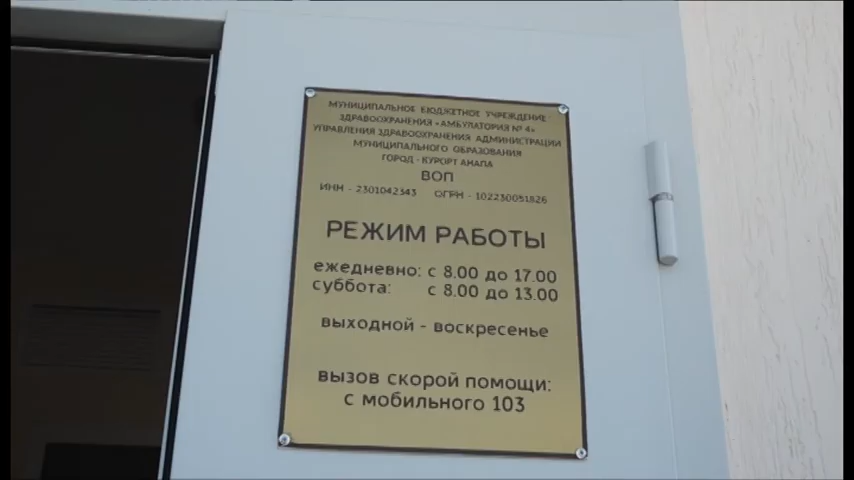 МУНИЦИПАЛЬНОЕ БЮДЖЕТНОЕ УЧРЕЖДЕНИЕ
ЗДРАВООХРАНЕНИЯ «АМБУЛАТОРИЯ № 4»
УПРАВЛЕНИЯ ЗДРАВООХРАНЕНИЯ АДМИНИСТРАЦИИ
МУНИЦИПАЛЬНОГО ОБРАЗОВАНИЯ
ГОРОД - КУРОРТ АНАПА
ВОП
ИНН - 2301042343 ОГРН - 102230051826
РЕЖИМ РАБОТЫ
ежедневно: с 8.00 до 17.00
суббота: с 8.00 до 13.00
выходной - воскресенье
вызов скорой помощи:
с мобильного 103